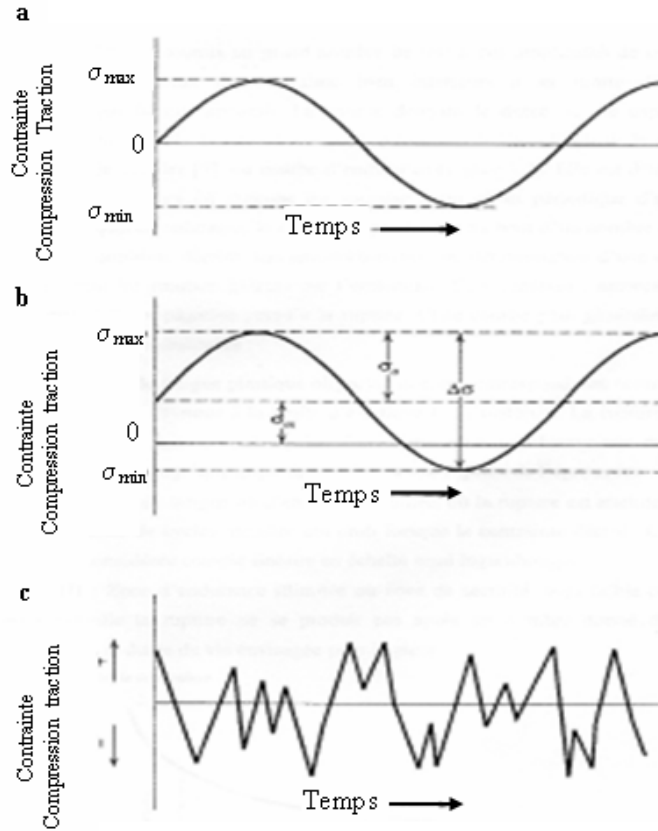 a
Contrainte
Compression Traction
σmax
0
σmin
Temps
b
Contrainte
Compression traction
σmax
σa
Δσ
σm
0
σmin
Temps
c
Contrainte
Compression traction
Temps